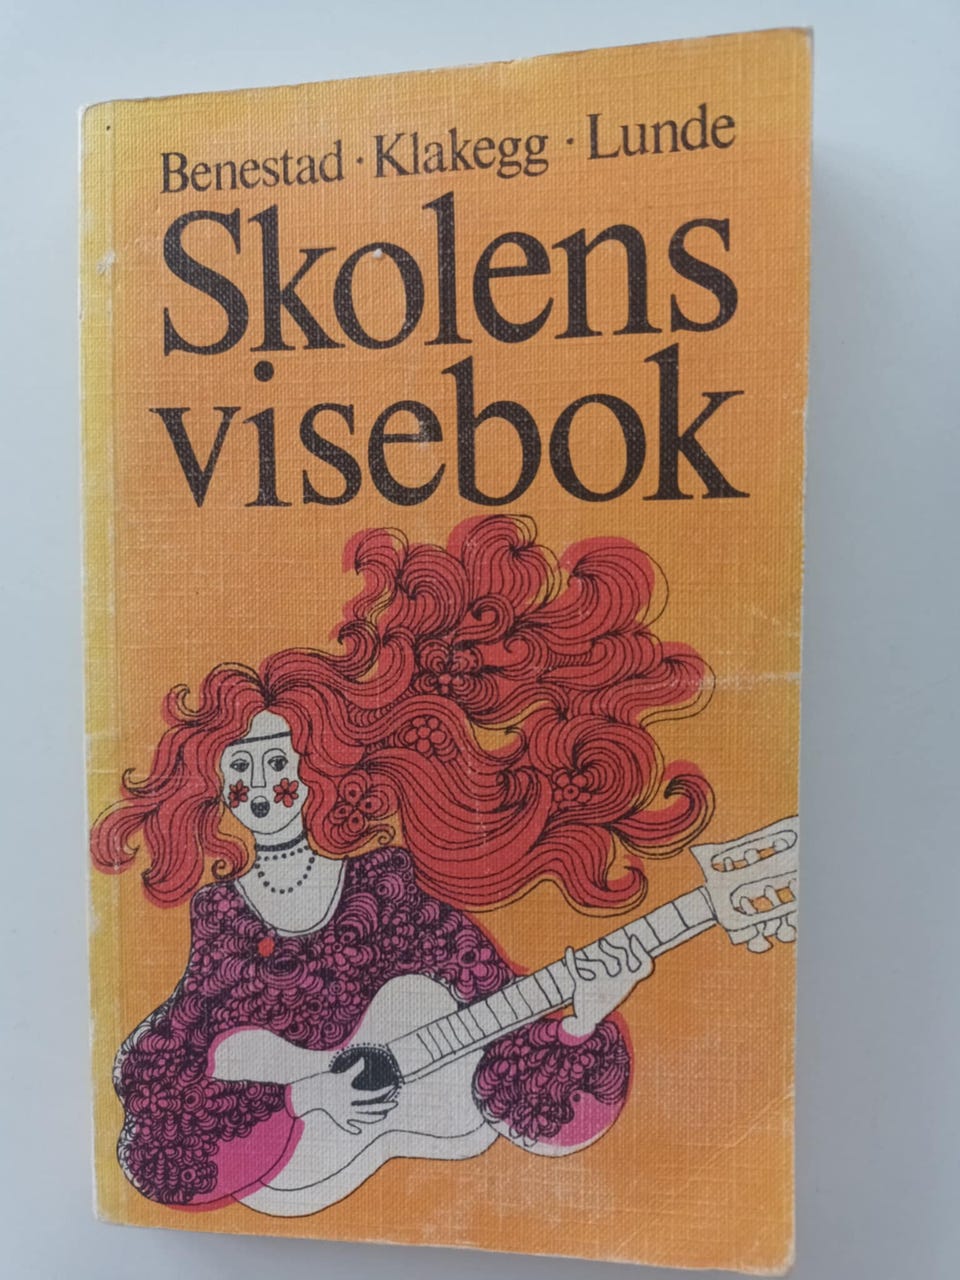 Benestad · Klakegg · Lunde
Skolens
visebok